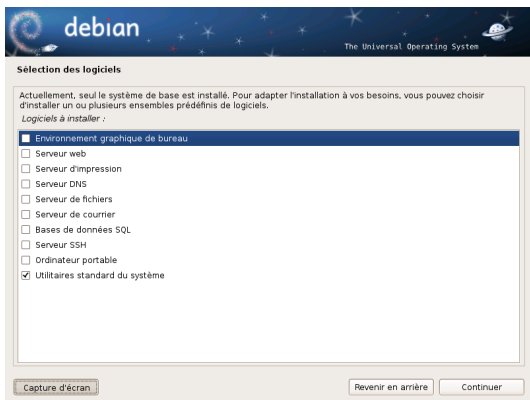 debian
The Universal Operating System
Sélection des logiciels
Actuellement, seul le système de base est installé. Pour adapter l'installation à vos besoins, vous pouvez choisir
d'installer un ou plusieurs ensembles prédéfinis de logiciels.
Logiciels à installer :
Environnement graphique de bureau
Serveur web
Serveur d'impression
Serveur DNS
Serveur de fichiers
Serveur de courrier
Bases de données SQL
Serveur SSH
Ordinateur portable
Utilitaires standard du système
Capture d'écran
Revenir en arrière
Continuer